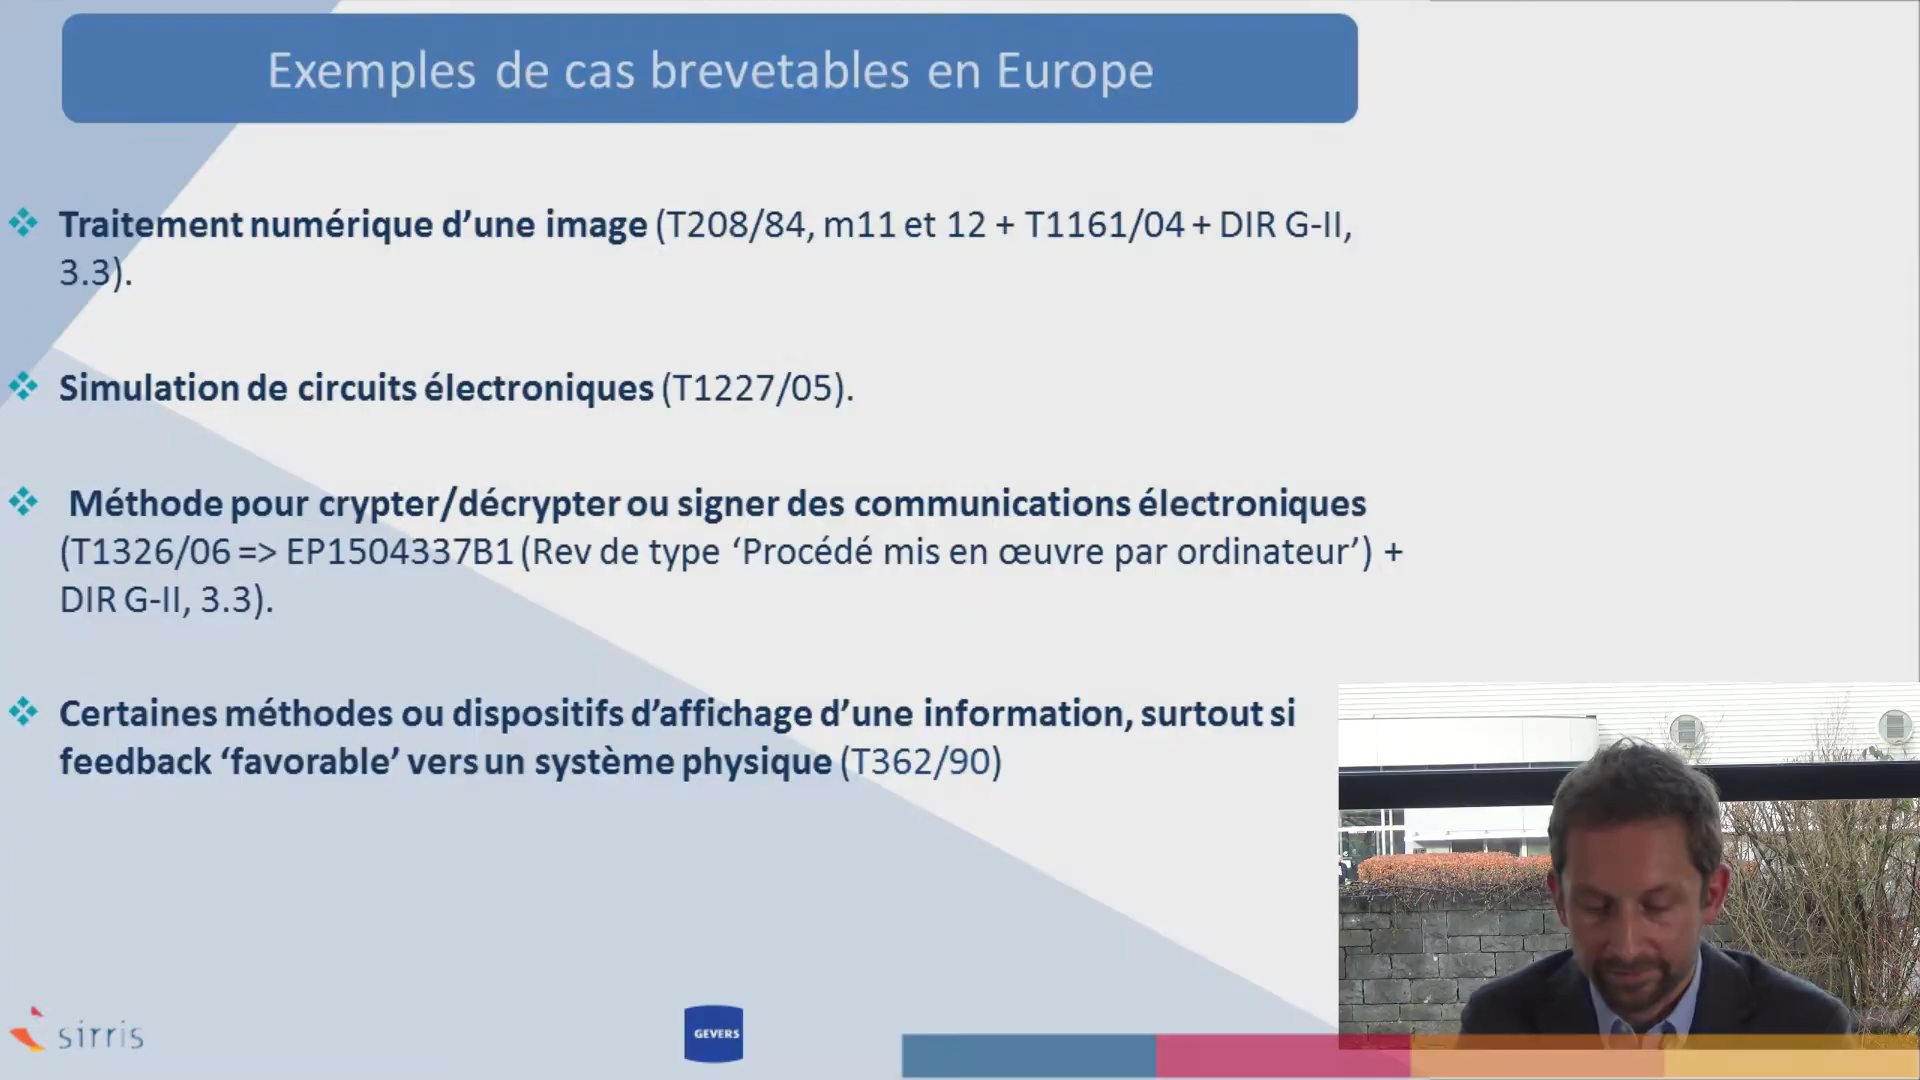 Exemples de cas brevetables en Europe
Traitement numérique d’une image (T208/84, m11 et 12 + T1161/04 + DIR G-II,
3.3).
Simulation de circuits électroniques (T1227/05).
Méthode pour crypter/décrypter ou signer des communications électroniques
(T1326/06 => EP1504337B1 (Rev de type ‘Procédé mis en œuvre par ordinateur’) +
DIR G-II, 3.3).
Certaines méthodes ou dispositifs d’affichage d’une information, surtout si
feedback ‘favorable’ vers un système physique (T362/90)
sirris
GEVERS